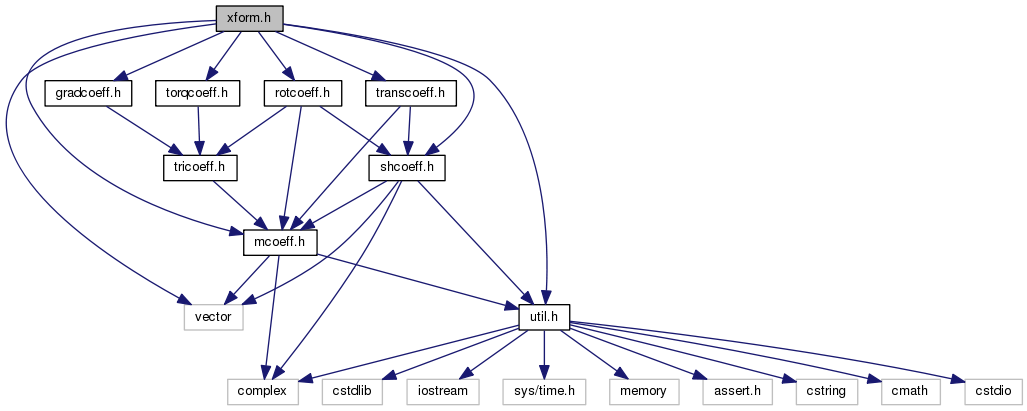 xform.h
gradcoeff.h
torqcoeff.h
rotcoeff.h
transcoeff.h
tricoeff.h
shcoeff.h
mcoeff.h
vector
util.h
complex
cstdlib
iostream
sys/time.h
memory
assert.h
cstring
cmath
cstdio